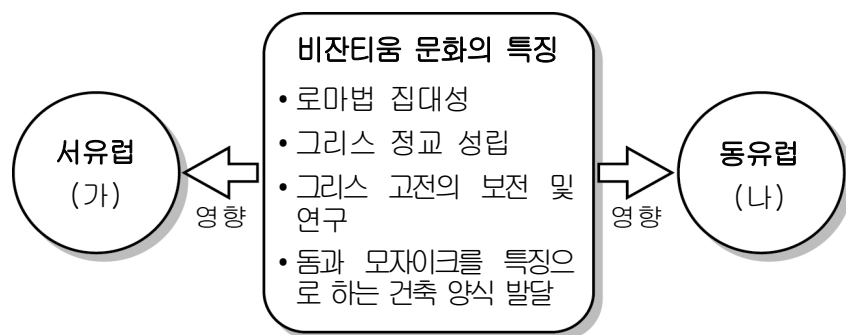 비잔티움 문화의 특징
• 로마법 집대성
• 그리스 정교 성립
• 그리스 고전의 보전 및
연구
• 돔과 모자이크를 특징으
로 하는 건축 양식 발달
서유럽
(가)
영향
동유럽
(나)
영향